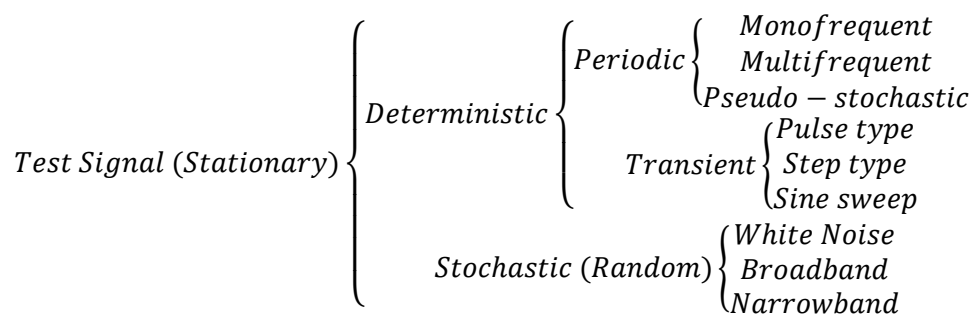 Monofrequent
Periodic Multifrequent
Pseudo − stochastic
Deterministic
Pulse type
Test Signal (Stationary) Transient Step type
Sine sweep
White Noise
Stochastic (Random) Broadband
Narrowband